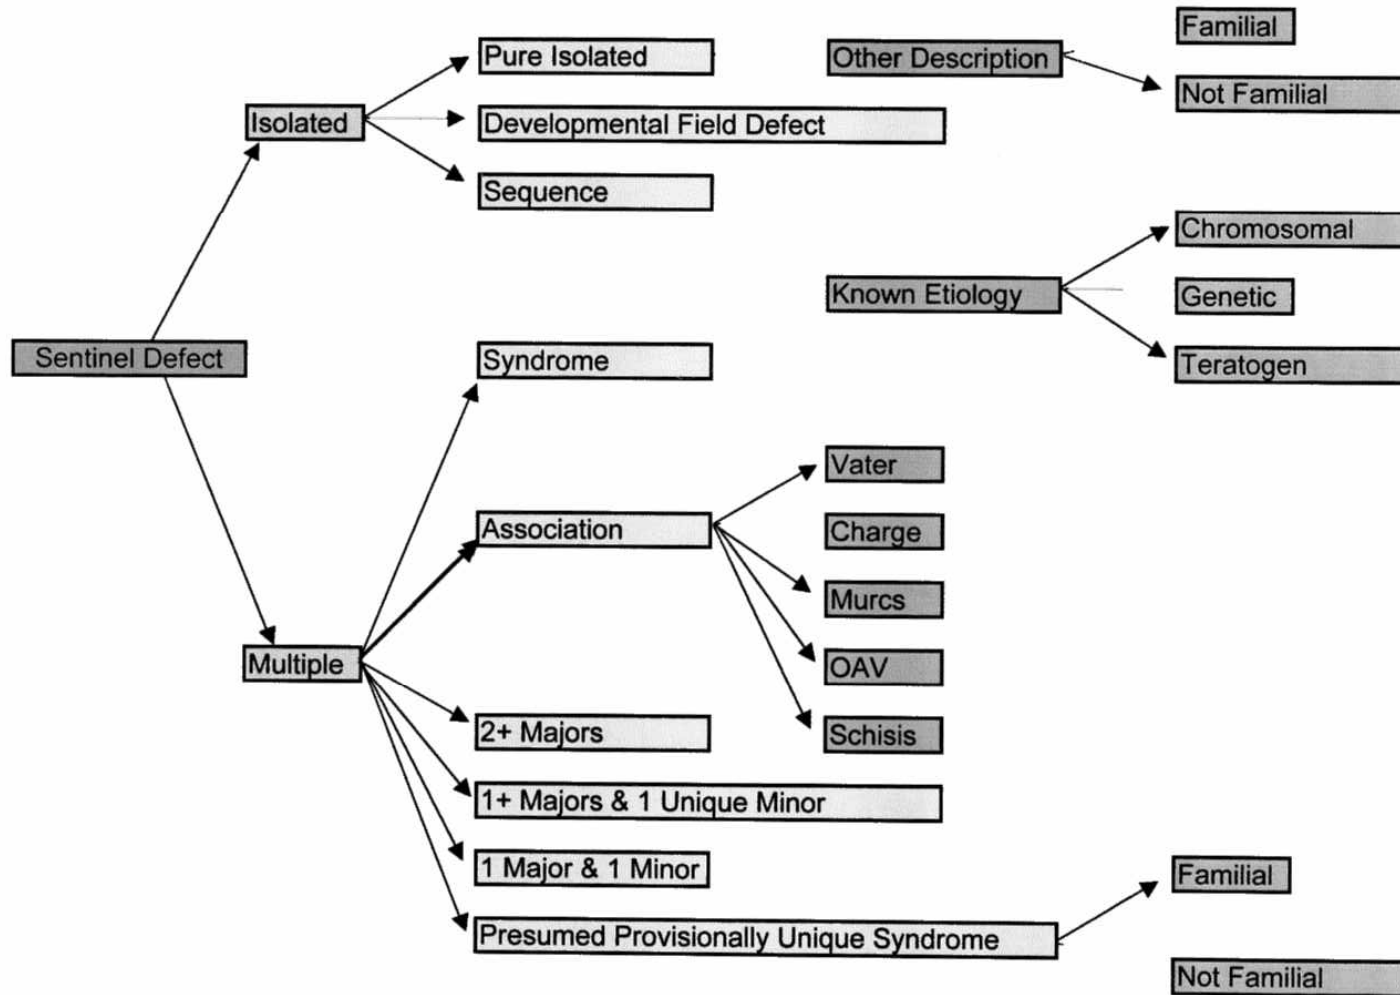 Familial
Pure Isolated
Other Description
Not Familial
Isolated
Developmental Field Defect
Sequence
Chromosomal
Known Etiology
Genetic
Sentinel Defect
Syndrome
Teratogen
Vater
Association
Charge
Murcs
Multiple
OAV
2+ Majors
Schisis
1+ Majors & 1 Unique Minor
1 Major & 1 Minor
Familial
Presumed Provisionally Unique Syndrome
Not Familial